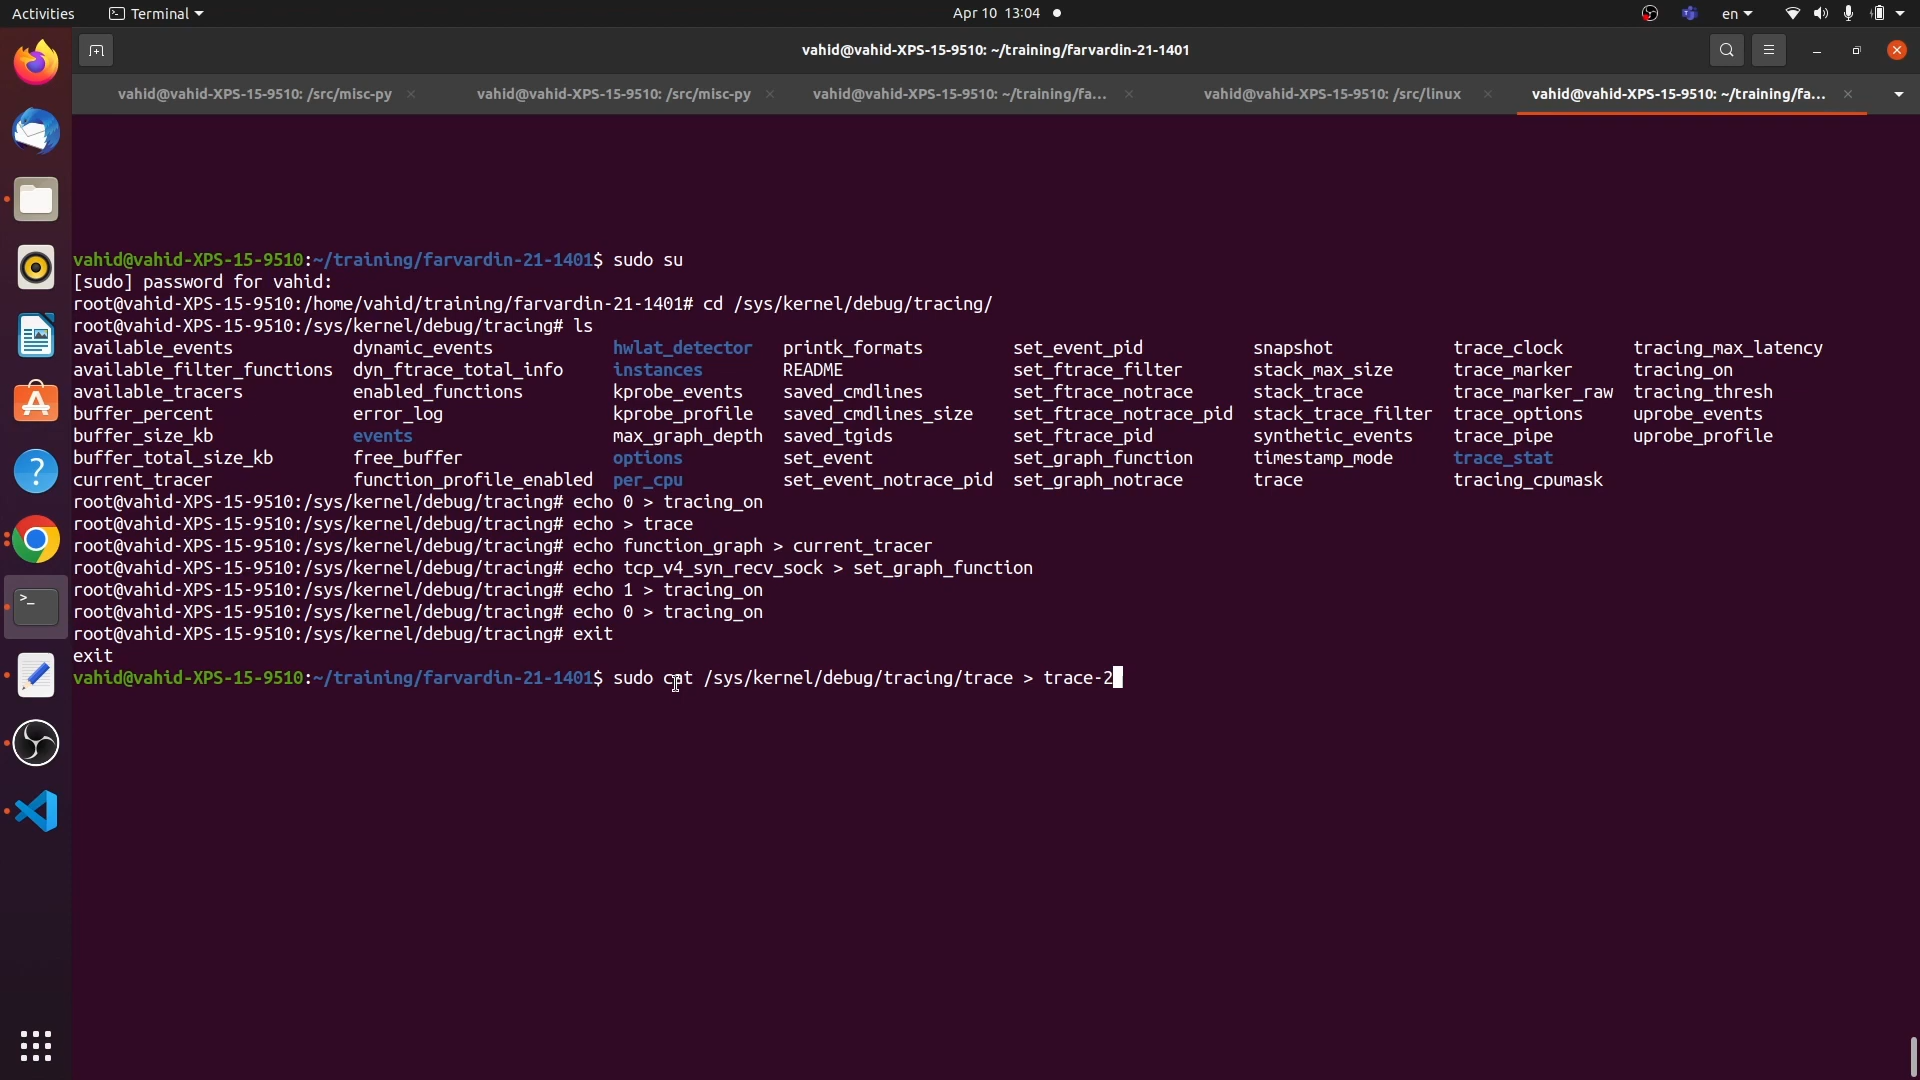 Activities Terminal Apr 10 13:04 en
vahid@vahid-XPS-15-9510: ~/training/farvardin-21-1401
vahid@vahid-XPS-15-9510: /src/misc-py vahid@vahid-XPS-15-9510: /src/misc-py vahid@vahid-XPS-15-9510: ~/training/fa... vahid@vahid-XPS-15-9510: /src/linux vahid@vahid-XPS-15-9510: ~/training/fa...
vahid@vahid-XPS-15-9510:~/training/farvardin-21-1401$ sudo su
[sudo] password for vahid:
root@vahid-XPS-15-9510:/home/vahid/training/farvardin-21-1401# cd /sys/kernel/debug/tracing/
root@vahid-XPS-15-9510:/sys/kernel/debug/tracing# ls
available_events dynamic_events hwlat_detector printk_formats set_event_pid snapshot trace_clock tracing_max_latency
available_filter_functions dyn_ftrace_total_info instances README set_ftrace_filter stack_max_size trace_marker tracing_on
available_tracers enabled_functions kprobe_events saved_cmdlines set_ftrace_notrace stack_trace trace_marker_raw tracing_thresh
buffer_percent error_log kprobe_profile saved_cmdlines_size set_ftrace_notrace_pid stack_trace_filter trace_options uprobe_events
buffer_size_kb events max_graph_depth saved_tgids set_ftrace_pid synthetic_events trace_pipe uprobe_profile
buffer_total_size_kb free_buffer options set_event set_graph_function timestamp_mode trace_stat
current_tracer function_profile_enabled per_cpu set_event_notrace_pid set_graph_notrace trace tracing_cpumask
root@vahid-XPS-15-9510:/sys/kernel/debug/tracing# echo 0 > tracing_on
root@vahid-XPS-15-9510:/sys/kernel/debug/tracing# echo > trace
root@vahid-XPS-15-9510:/sys/kernel/debug/tracing# echo function_graph > current_tracer
root@vahid-XPS-15-9510:/sys/kernel/debug/tracing# echo tcp_v4_syn_recv_sock > set_graph_function
root@vahid-XPS-15-9510:/sys/kernel/debug/tracing# echo 1 > tracing_on
root@vahid-XPS-15-9510:/sys/kernel/debug/tracing# echo 0 > tracing_on
root@vahid-XPS-15-9510:/sys/kernel/debug/tracing# exit
exit
vahid@vahid-XPS-15-9510:~/training/farvardin-21-1401$ sudo cat /sys/kernel/debug/tracing/trace > trace-2